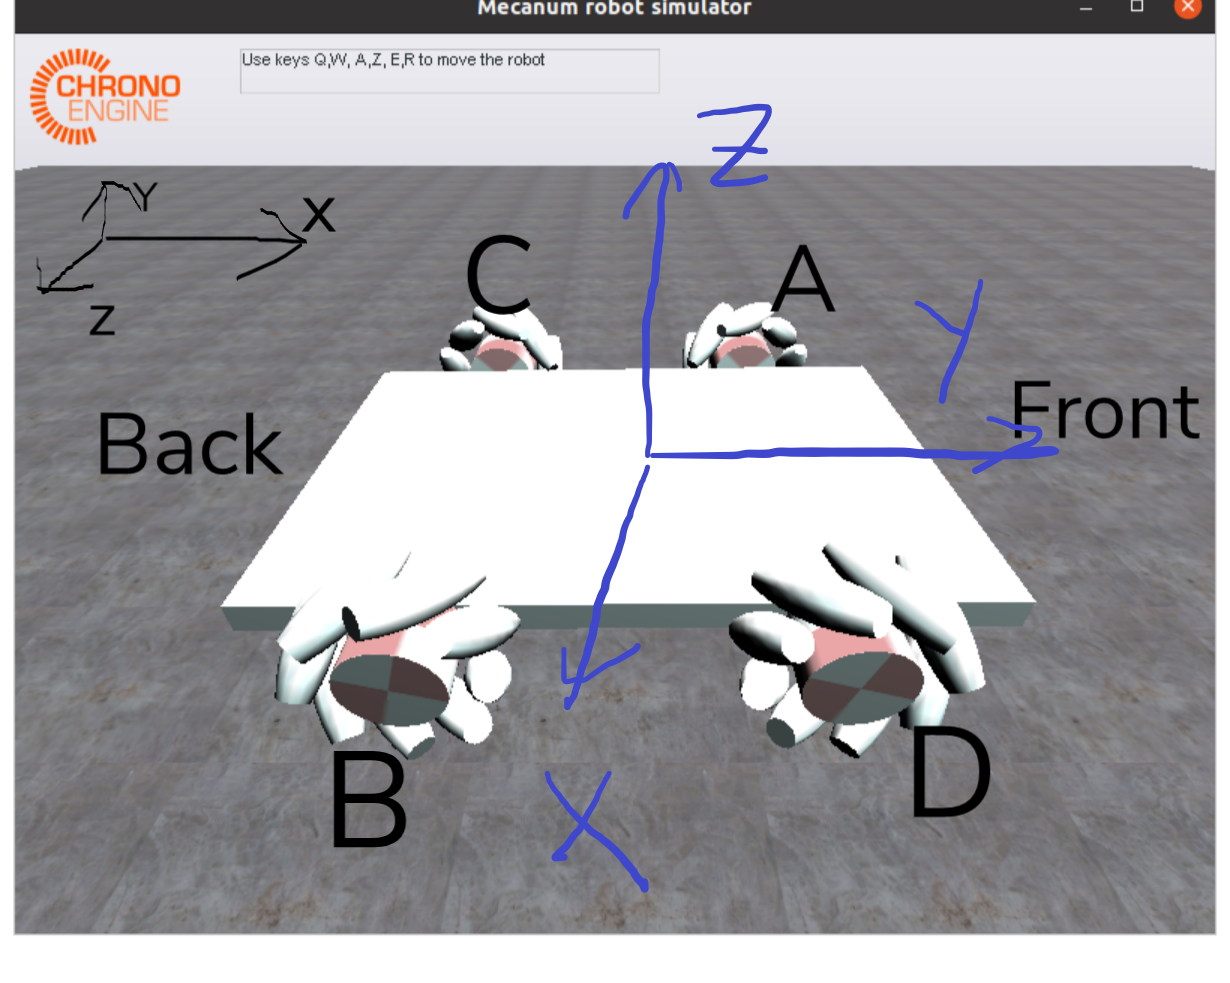 Mecanum robot simulator
CHRONO
ENGINE
Use keys Q,W, A,Z, E,R to move the robot
Z
Y
X
Z
C
A
Y
Front
Back
B
D
X